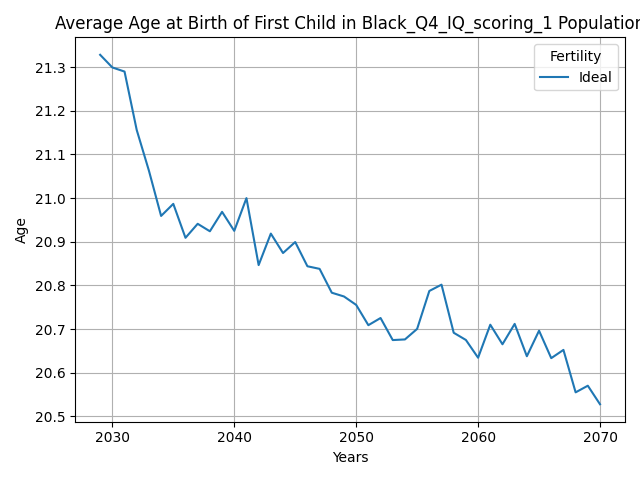 Average Age at Birth of First Child in Black_Q4_IQ_scoring_1 Population
Fertility
Ideal
21.3
21.2
21.1
21.0
20.9
20.8
20.7
20.6
20.5
Age
2030 2040 2050 2060 2070
Years